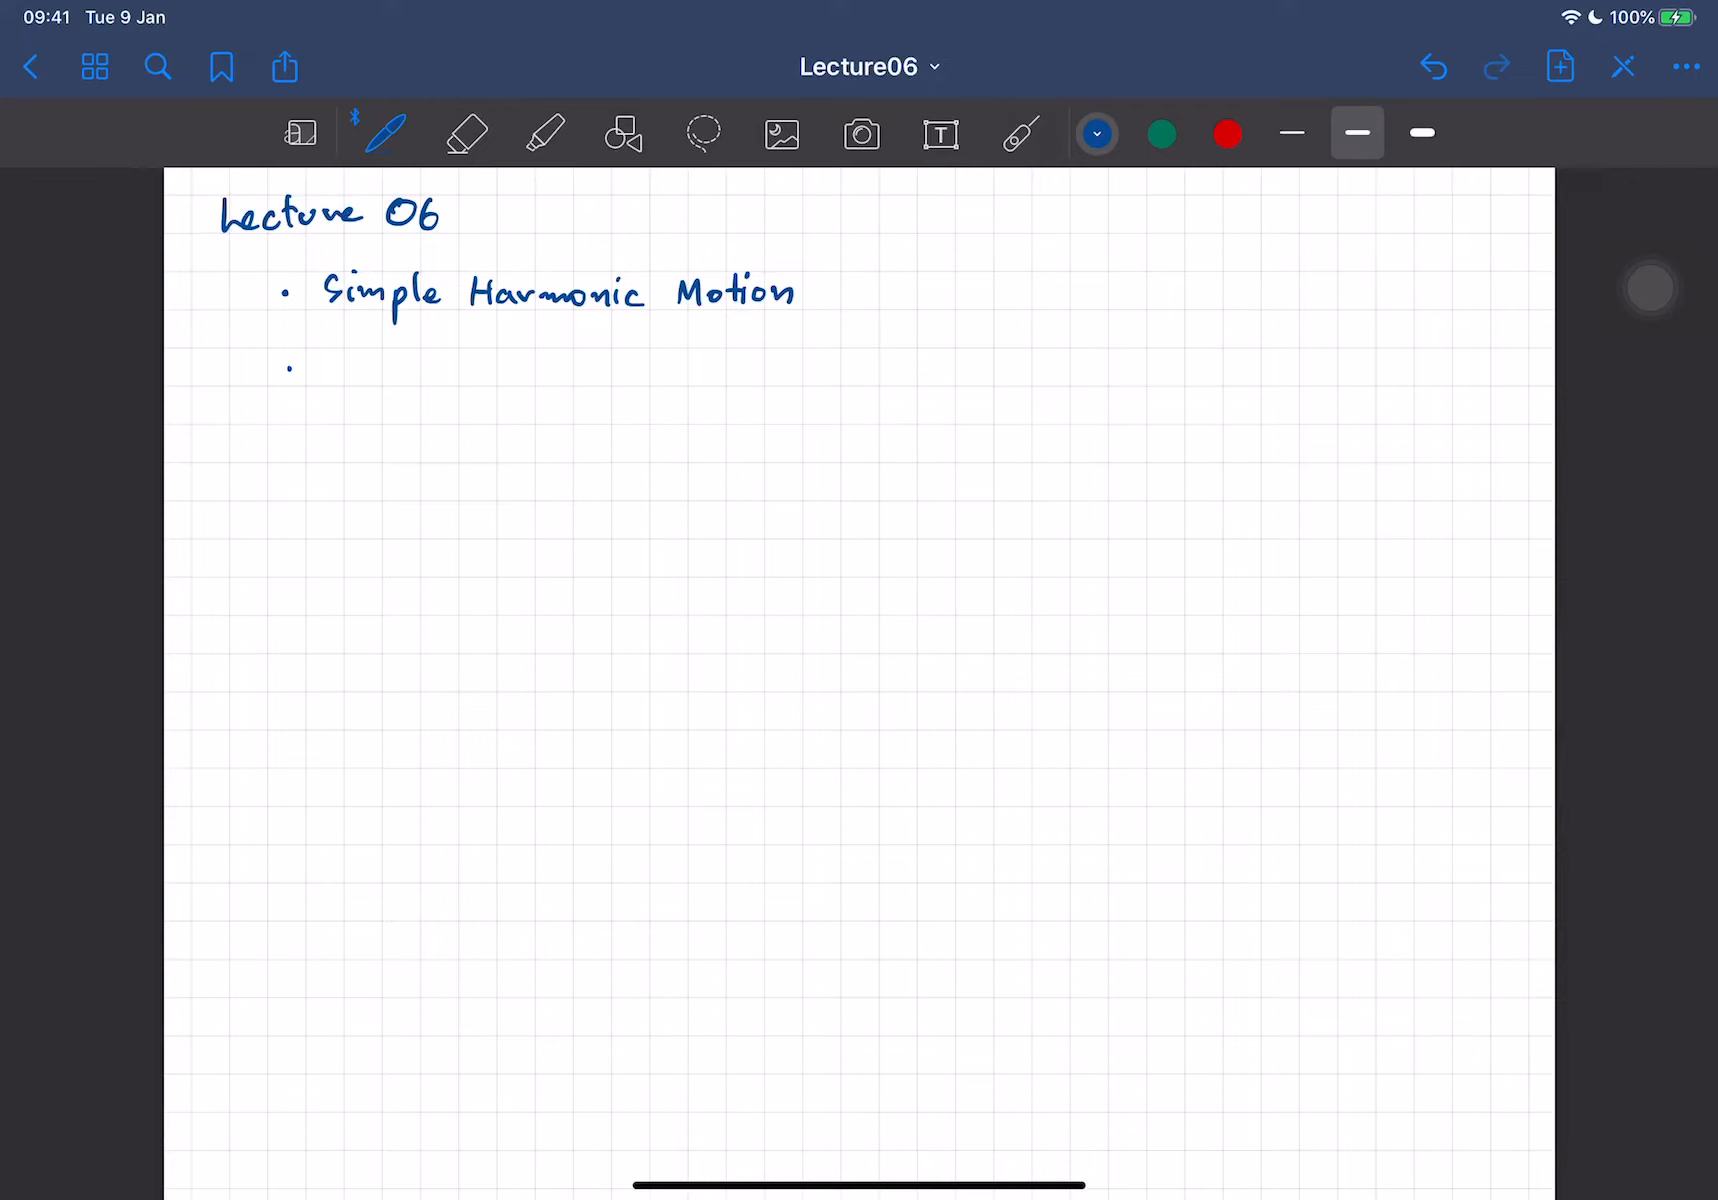 09:41 Tue 9 Jan 100%
Lecture06
T
Lecture 06
• Simple Harmonic Motion
•